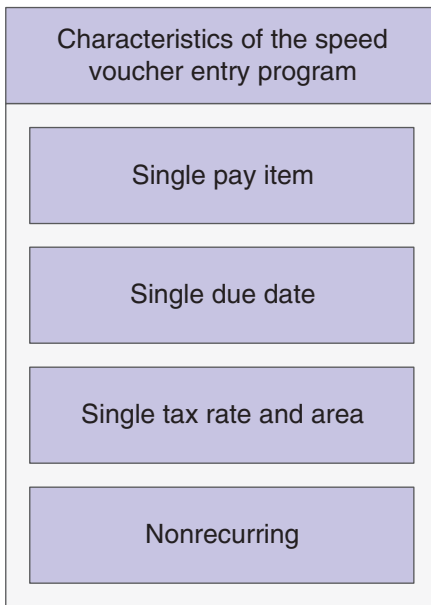 Characteristics of the speed
voucher entry program
Single pay item
Single due date
Single tax rate and area
Nonrecurring